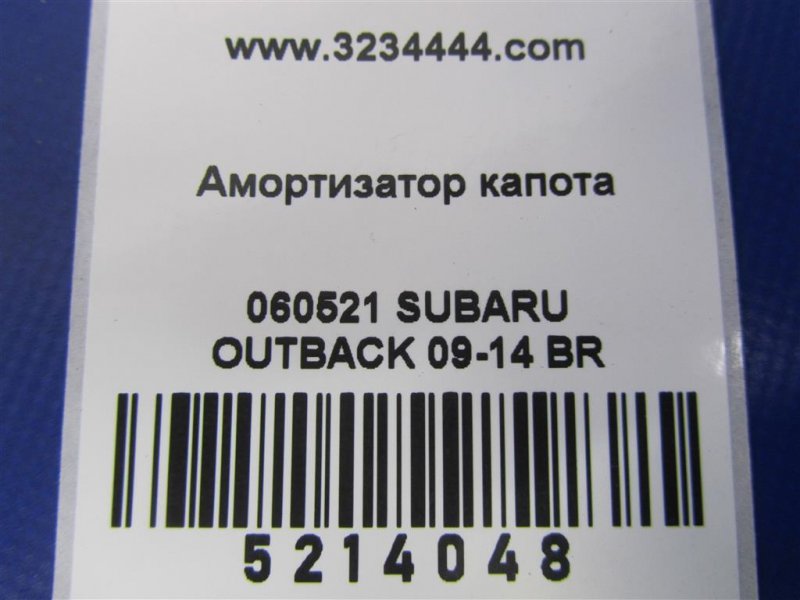 www.3234444.com
Амортизатор капота
060521 SUBARU
OUTBACK 09-14 BR
5214048